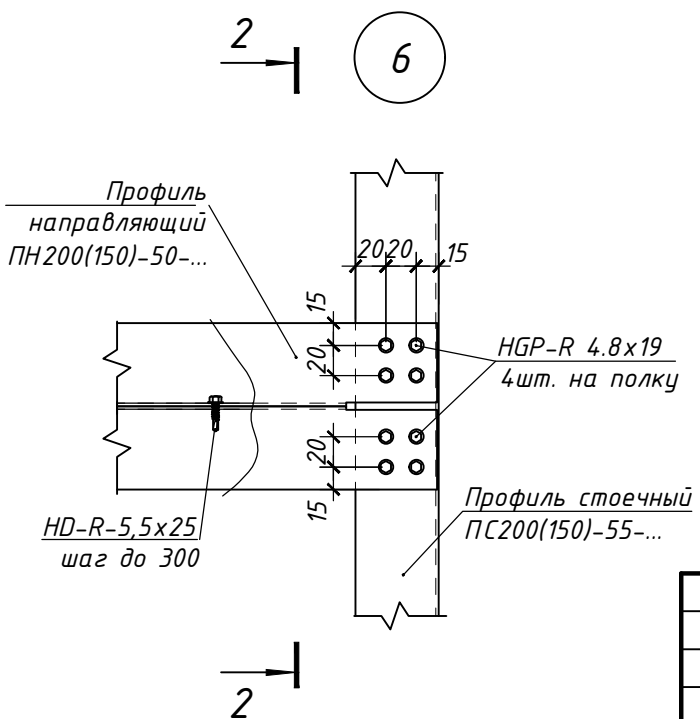 2
6
Профиль
направляющий
ПН200(150)-50-...
20 20 15
15
20
HGP-R 4.8x19
4шт. на полку
20
15
HD-R-5,5x25
шаг до 300
Профиль стоечный
ПС200(150)-55-...
2